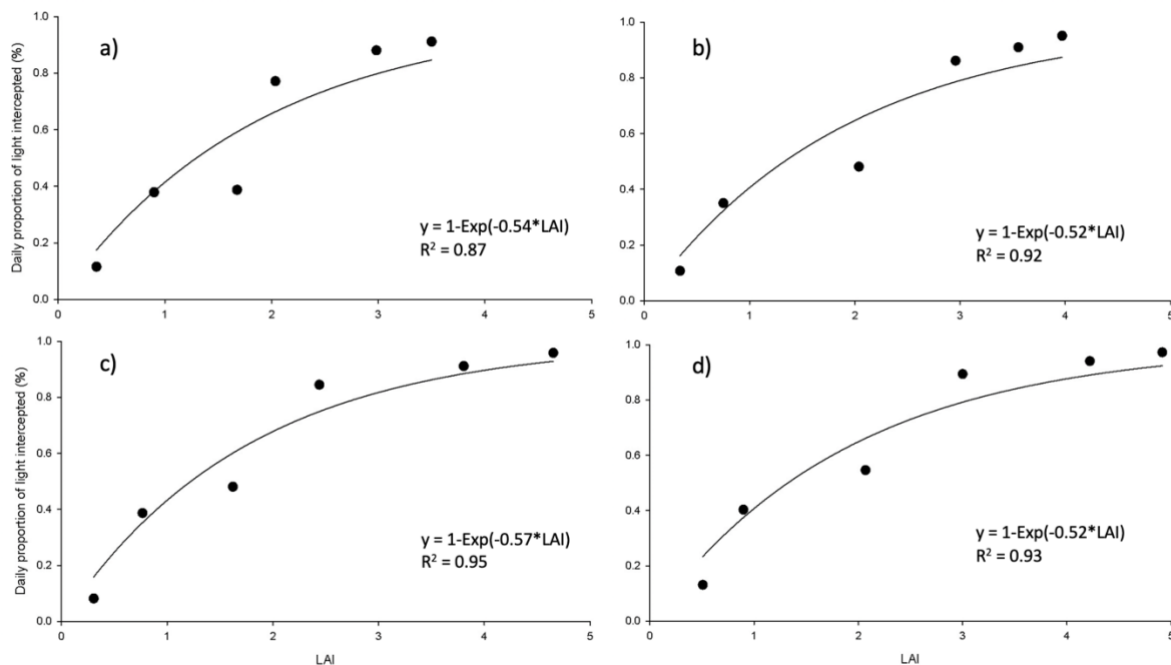 a)
Daily proportion of light intercepted (%)
1.0
0.8
0.6
0.4
0.2
0.0
y = 1-Exp(-0.54*LAI)
R² = 0.87
0 1 2 3 4 5
b)
1.0
0.8
0.6
0.4
0.2
0.0
y = 1-Exp(-0.52*LAI)
R² = 0.92
0 1 2 3 4 5
c)
Daily proportion of light intercepted (%)
1.0
0.8
0.6
0.4
0.2
0.0
y = 1-Exp(-0.57*LAI)
R² = 0.95
0 1 2 3 4 5
LAI
d)
1.0
0.8
0.6
0.4
0.2
0.0
y = 1-Exp(-0.52*LAI)
R² = 0.93
0 1 2 3 4 5
LAI